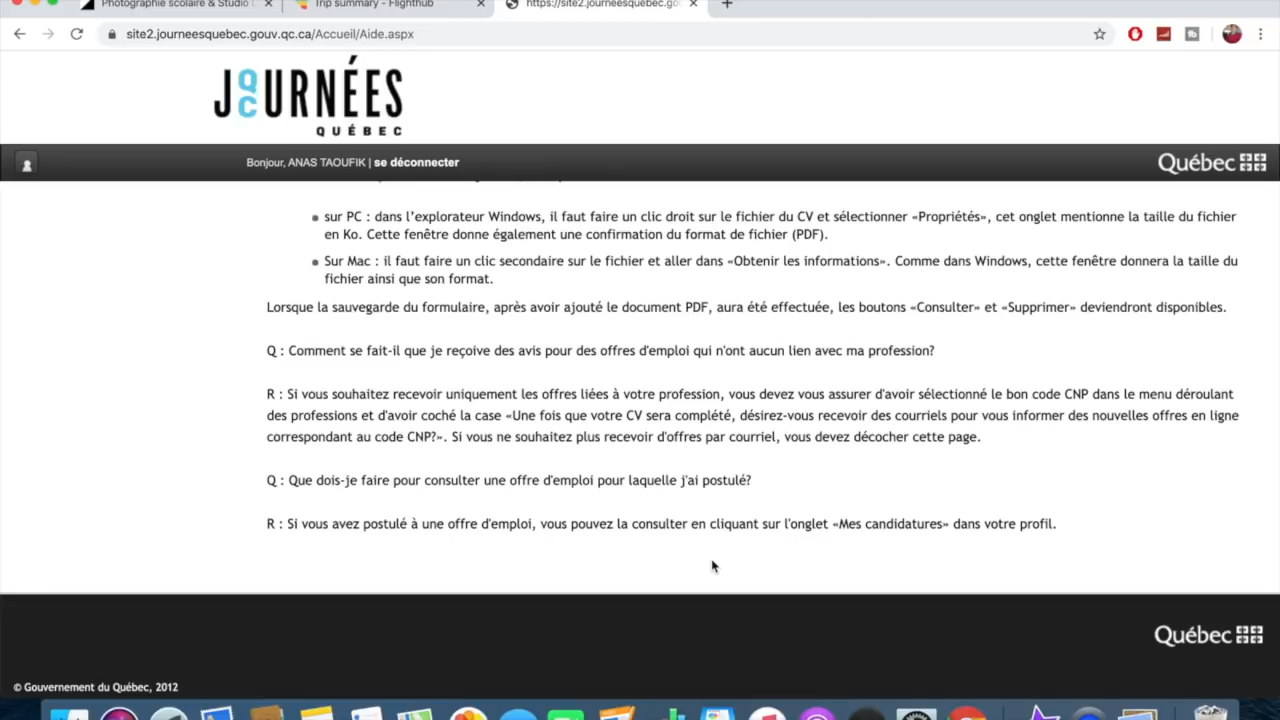 Photographie scolaire & Studio
Trip summary - Flighthub
https://site2.journeesquebec.go
site2.journeesquebec.gouv.qc.ca/Accueil/Aide.aspx
JOURNÉES
QC
QUÉBEC
Bonjour, ANAS TAOUFIK | se déconnecter
Québec
sur PC : dans l'explorateur Windows, il faut faire un clic droit sur le fichier du CV et sélectionner «Propriétés», cet onglet mentionne la taille du fichier
en Ko. Cette fenêtre donne également une confirmation du format de fichier (PDF).
Sur Mac : il faut faire un clic secondaire sur le fichier et aller dans «Obtenir les informations». Comme dans Windows, cette fenêtre donnera la taille du
fichier ainsi que son format.
Lorsque la sauvegarde du formulaire, après avoir ajouté le document PDF, aura été effectuée, les boutons «Consulter» et «Supprimer» deviendront disponibles.
Q : Comment se fait-il que je reçoive des avis pour des offres d'emploi qui n'ont aucun lien avec ma profession?
R : Si vous souhaitez recevoir uniquement les offres liées à votre profession, vous devez vous assurer d'avoir sélectionné le bon code CNP dans le menu déroulant
des professions et d'avoir coché la case «Une fois que votre CV sera complété, désirez-vous recevoir des courriels pour vous informer des nouvelles offres en ligne
correspondant au code CNP?». Si vous ne souhaitez plus recevoir d'offres par courriel, vous devez décocher cette page.
Q : Que dois-je faire pour consulter une offre d'emploi pour laquelle j'ai postulé?
R : Si vous avez postulé à une offre d'emploi, vous pouvez la consulter en cliquant sur l'onglet «Mes candidatures» dans votre profil.
Québec
© Gouvernement du Québec, 2012